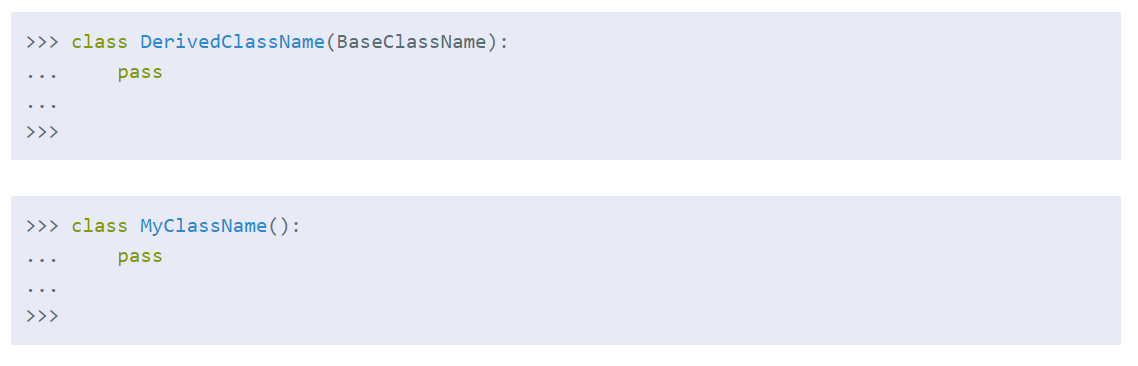 >>> class DerivedClassName(BaseClassName):
...     pass
...
>>>
>>> class MyClassName():
...     pass
...
>>>